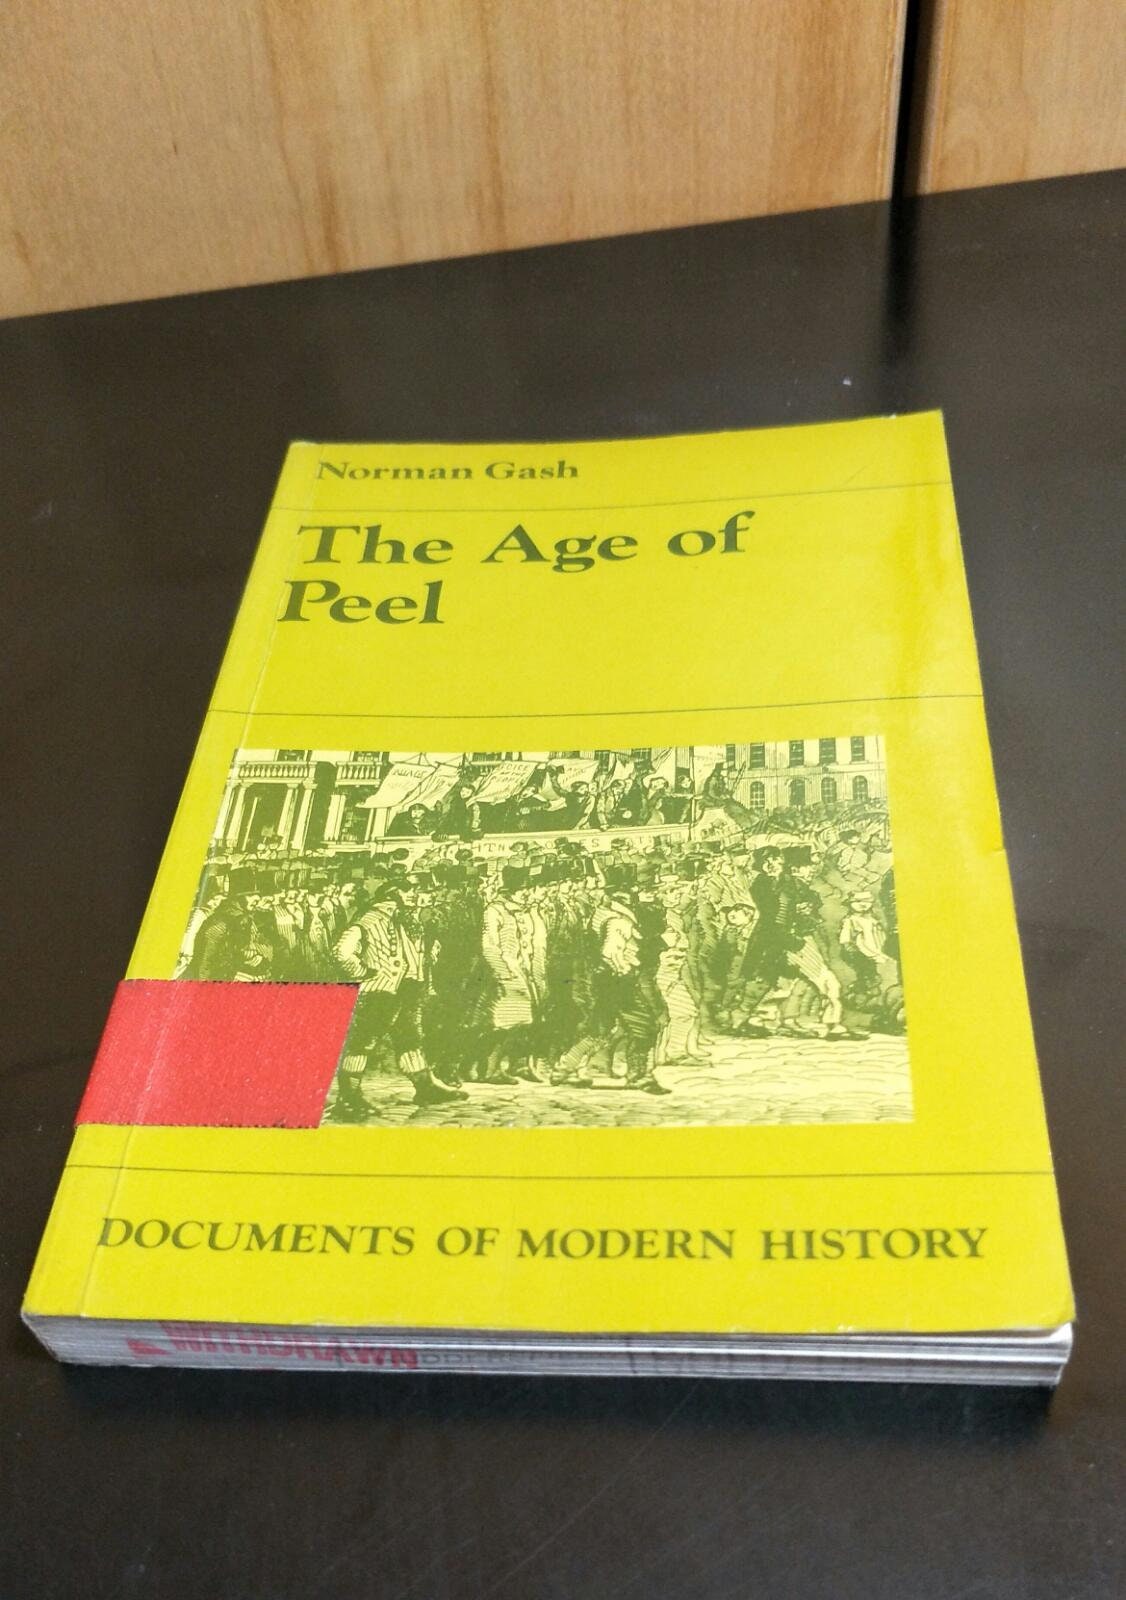 Norman Gash
The Age of
Peel
DOCUMENTS OF MODERN HISTORY
WITHDRAWN